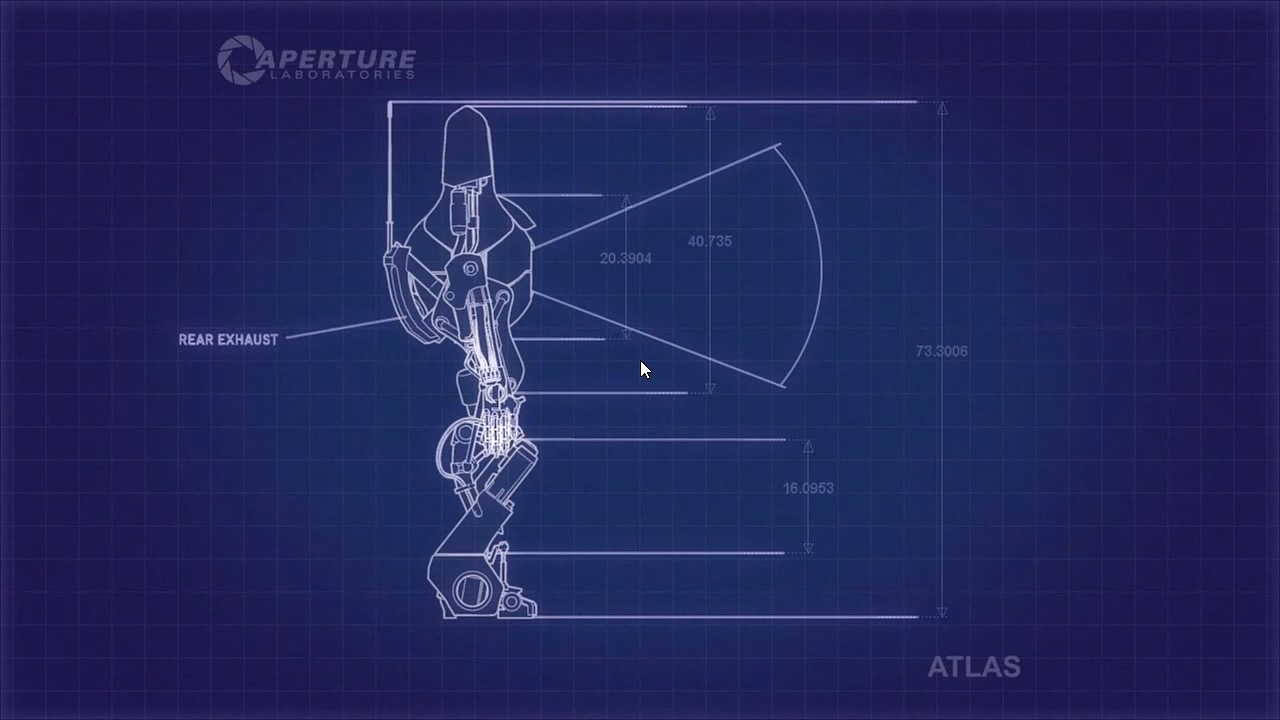 APERTURE
LABORATORIES
40.735
20.3904
REAR EXHAUST
73.3006
16.0953
ATLAS